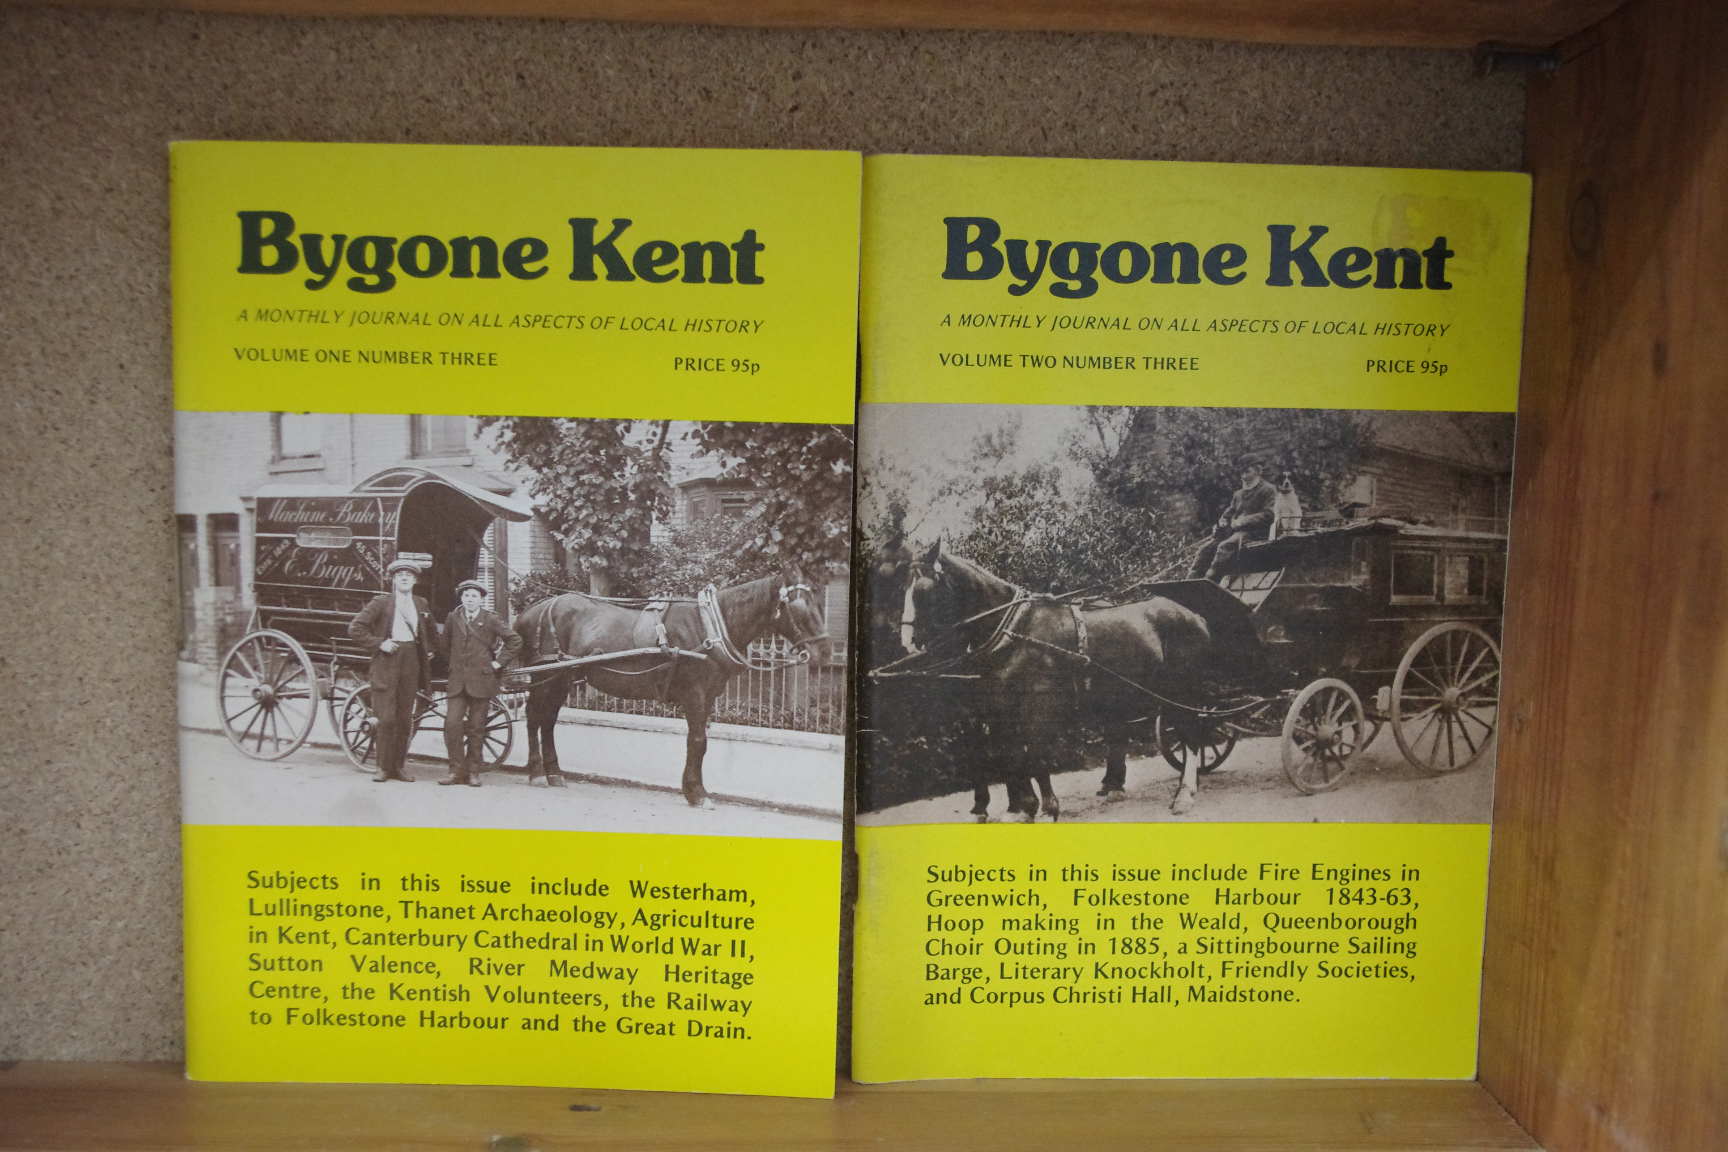 Bygone Kent
A MONTHLY JOURNAL ON ALL ASPECTS OF LOCAL HISTORY
VOLUME ONE NUMBER THREE
PRICE 95p
Machine Bakery
E. Biggs,
Subjects in this issue include Westerham,
Lullingstone, Thanet Archaeology, Agriculture
in Kent, Canterbury Cathedral in World War II,
Sutton Valence, River Medway Heritage
Centre, the Kentish Volunteers, the Railway
to Folkestone Harbour and the Great Drain.
Bygone Kent
A MONTHLY JOURNAL ON ALL ASPECTS OF LOCAL HISTORY
VOLUME TWO NUMBER THREE
PRICE 95p
Subjects in this issue include Fire Engines in
Greenwich, Folkestone Harbour 1843-63,
Hoop making in the Weald, Queenborough
Choir Outing in 1885, a Sittingbourne Sailing
Barge, Literary Knockholt, Friendly Societies,
and Corpus Christi Hall, Maidstone.